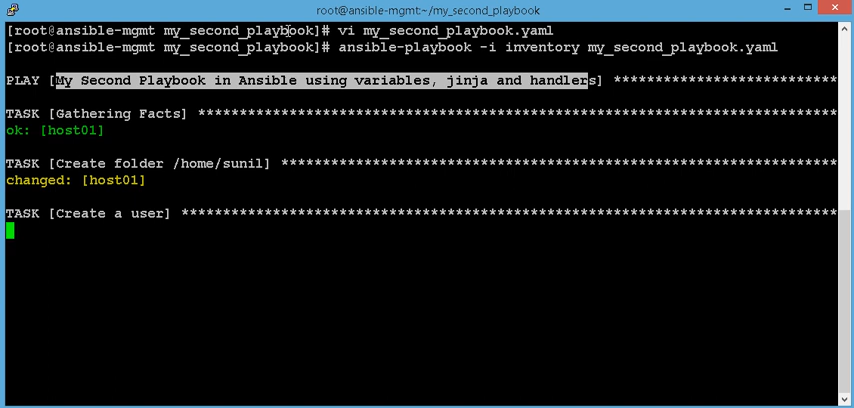 root@ansible-mgmt:~/my_second_playbook
[root@ansible-mgmt my_second_playbook]# vi my_second_playbook.yaml
[root@ansible-mgmt my_second_playbook]# ansible-playbook -i inventory my_second_playbook.yaml
PLAY [My Second Playbook in Ansible using variables, jinja and handlers] ***************************
TASK [Gathering Facts] *****************************************************************************
ok: [host01]
TASK [Create folder /home/sunil] *******************************************************************
changed: [host01]
TASK [Create a user] *******************************************************************************